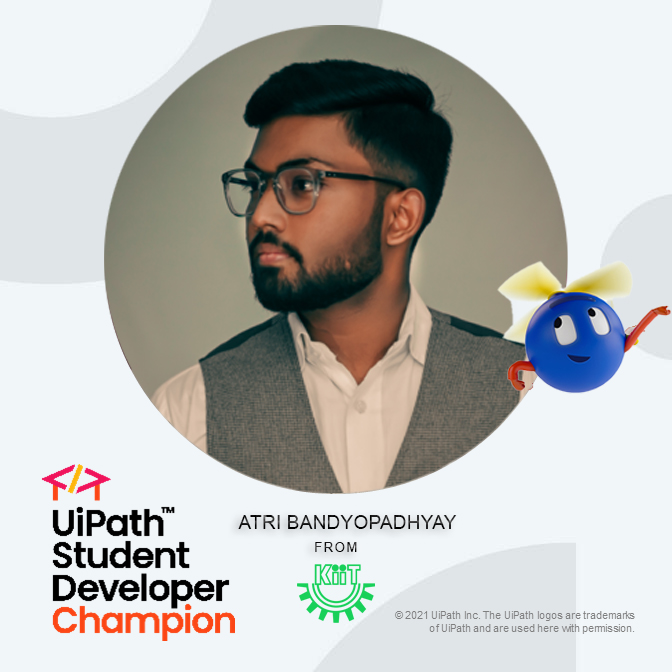 ATRI BANDYOPADHYAY
FROM
KiiT
UiPath™
Student
Developer
Champion
© 2021 UiPath Inc. The UiPath logos are trademarks
of UiPath and are used here with permission.